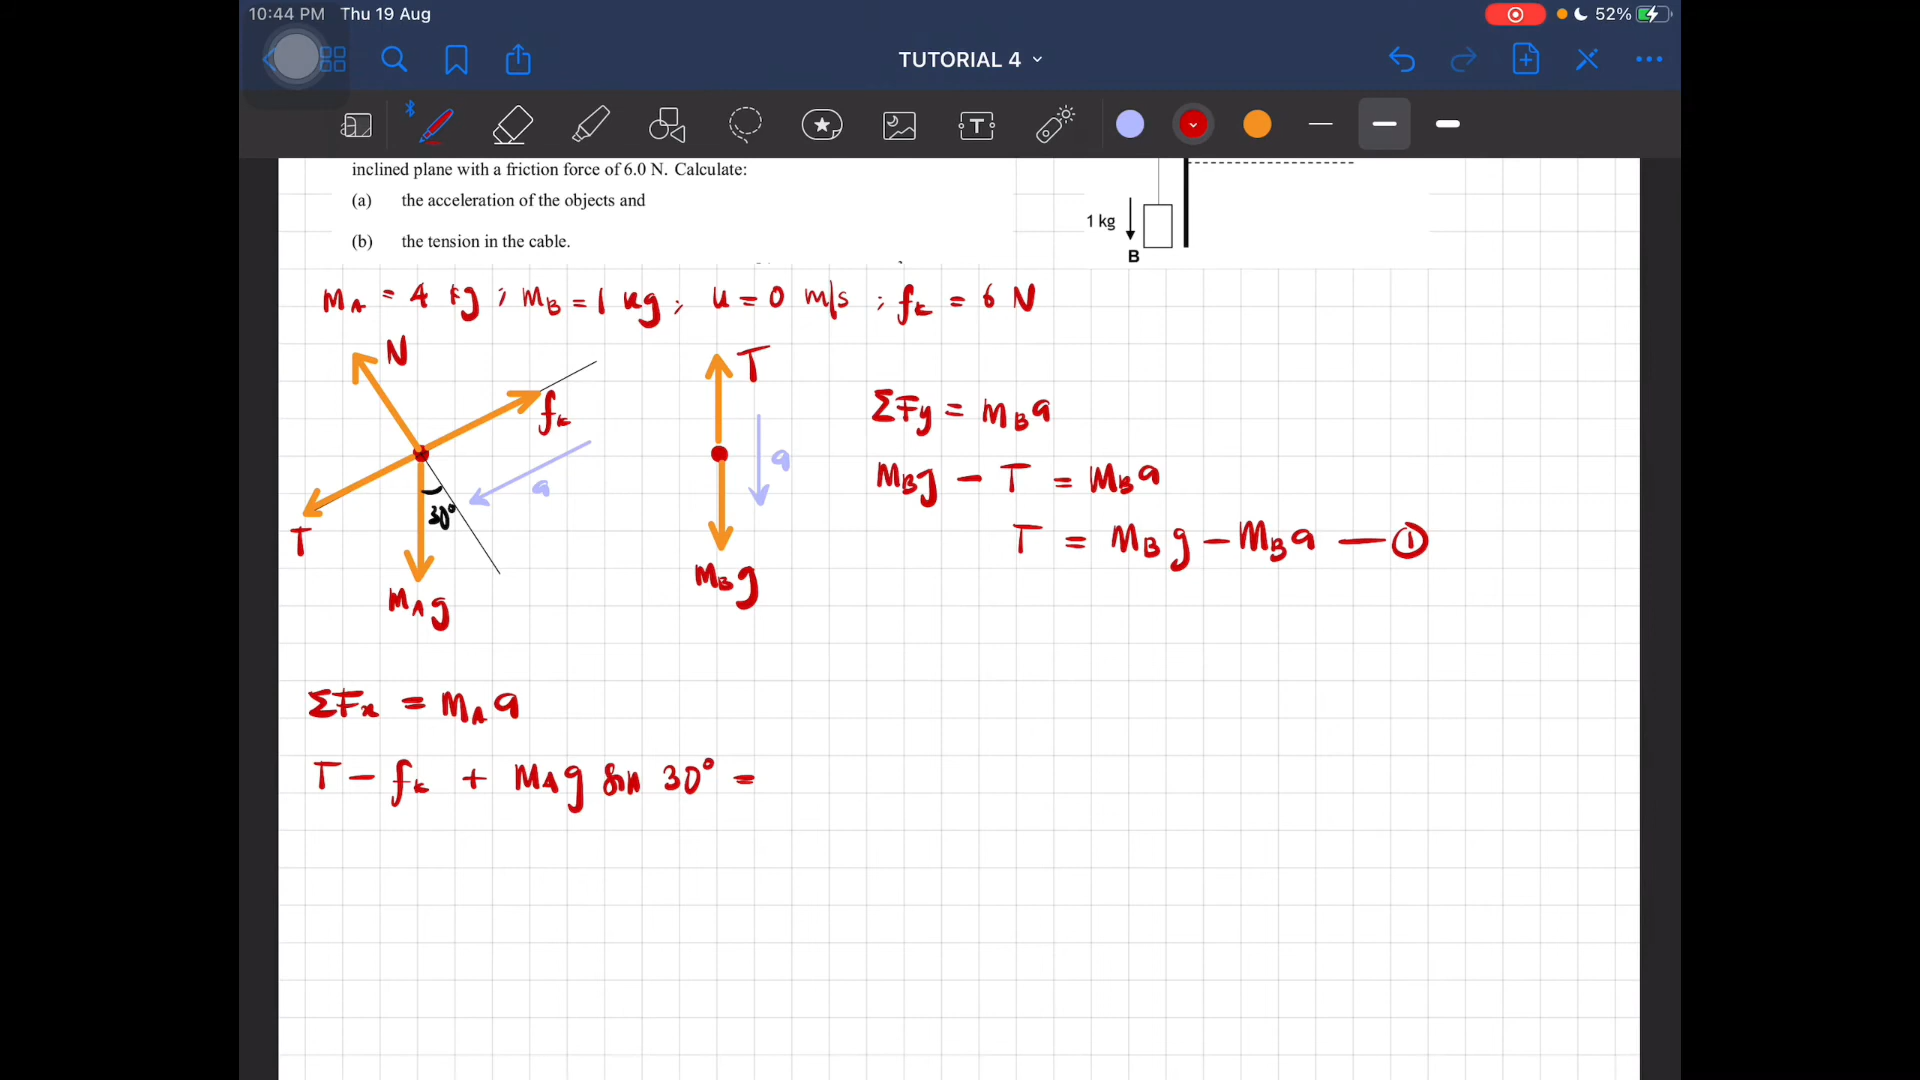 10:44 PM Thu 19 Aug
52%
TUTORIAL 4
inclined plane with a friction force of 6.0 N. Calculate:
(a) the acceleration of the objects and
(b) the tension in the cable.
1 kg
B
mA = 4 kg ; mB = 1 kg ; u = 0 m/s ; fk = 6 N
N
fk
a
30°
T
mAg
T
a
mBg
ΣFy = mBa
mBg - T = mBa
T = mBg - mBa — ①
ΣFx = mAa
T - fk + mAg sin 30° =